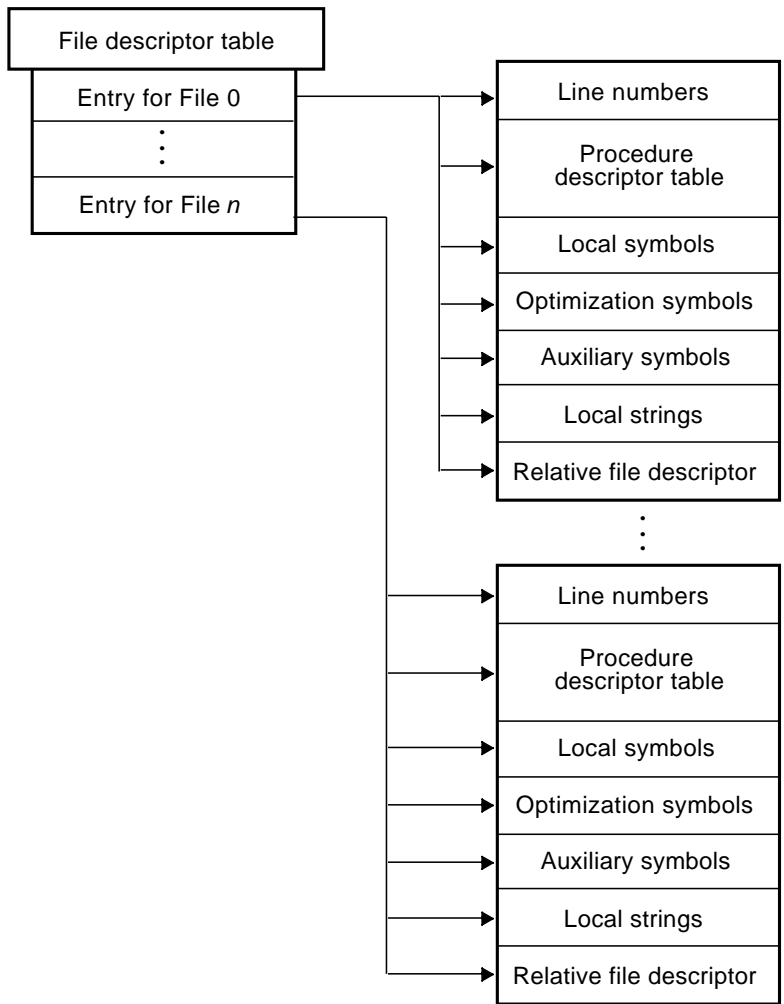 File descriptor table
Entry for File 0
Entry for File n
Line numbers
Procedure
descriptor table
Local symbols
Optimization symbols
Auxiliary symbols
Local strings
Relative file descriptor
Line numbers
Procedure
descriptor table
Local symbols
Optimization symbols
Auxiliary symbols
Local strings
Relative file descriptor